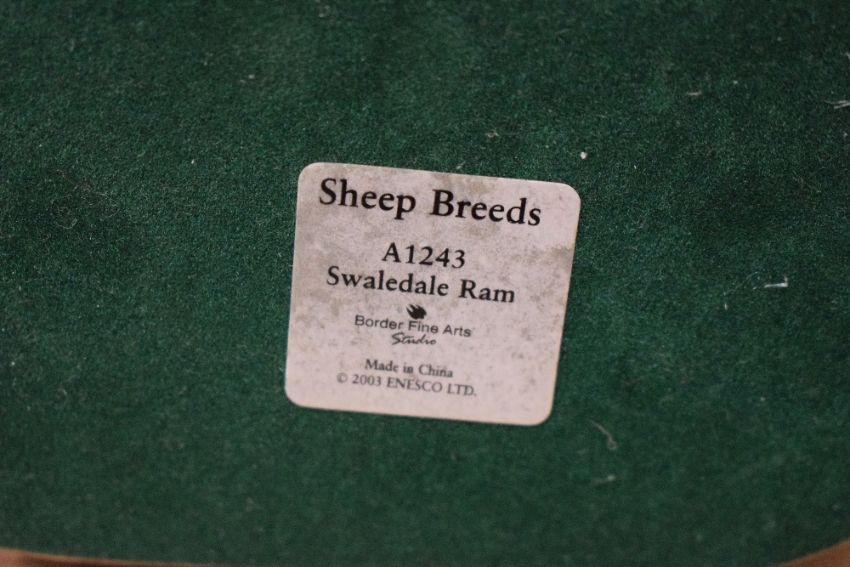 Sheep Breeds
A1243
Swaledale Ram
Border Fine Arts
Studio
Made in China
© 2003 ENESCO LTD.